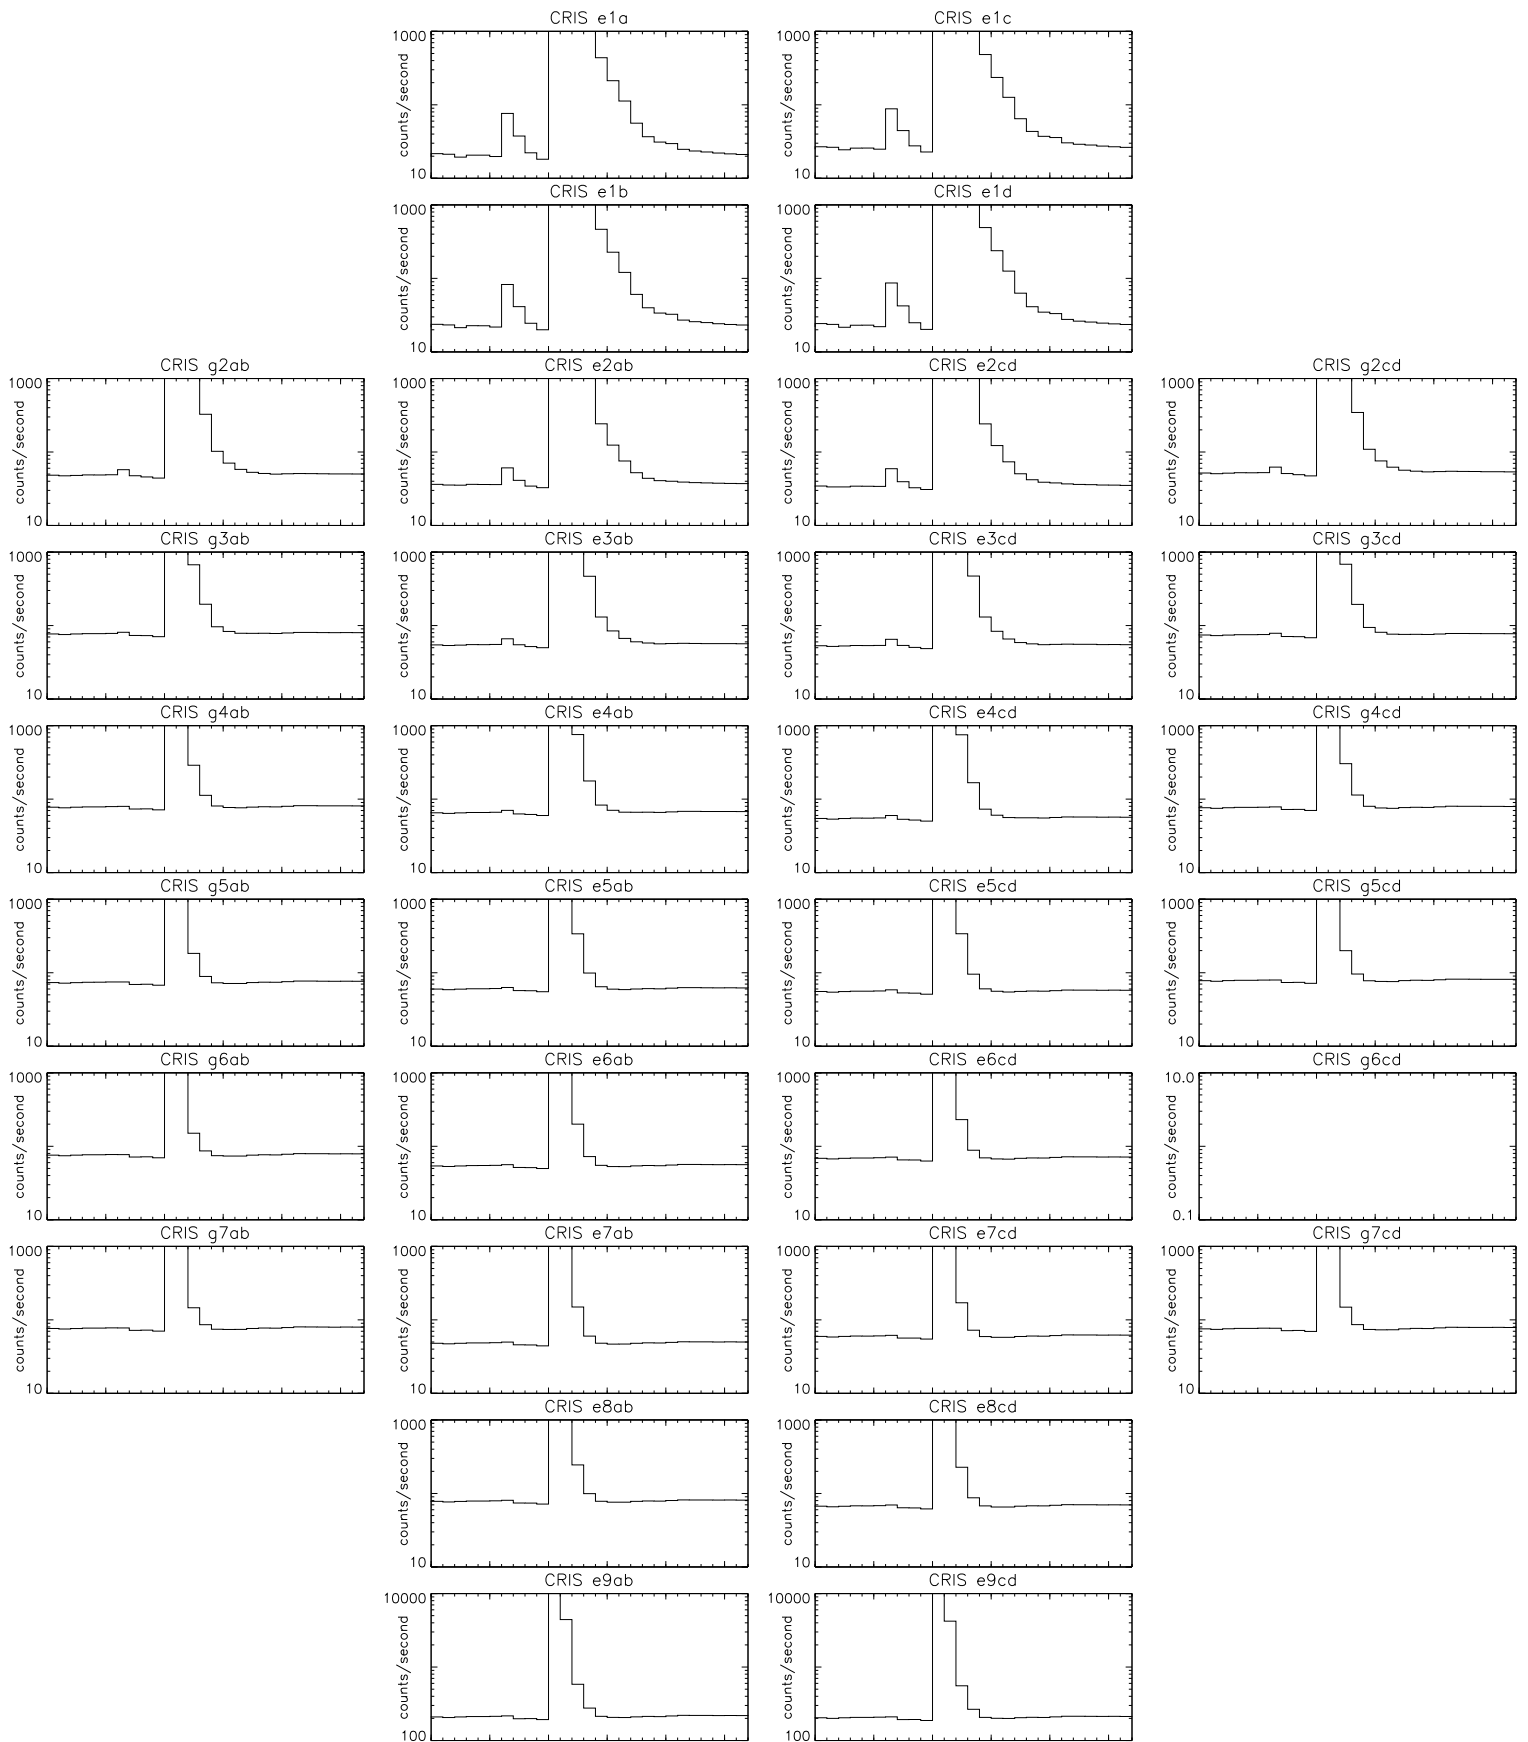 CRIS e1a
CRIS e1c
1000
counts/second
10
1000
counts/second
10
CRIS e1b
CRIS e1d
1000
counts/second
10
1000
counts/second
10
CRIS g2ab
CRIS e2ab
CRIS e2cd
CRIS g2cd
1000
counts/second
10
1000
counts/second
10
1000
counts/second
10
1000
counts/second
10
CRIS g3ab
CRIS e3ab
CRIS e3cd
CRIS g3cd
1000
counts/second
10
1000
counts/second
10
1000
counts/second
10
1000
counts/second
10
CRIS g4ab
CRIS e4ab
CRIS e4cd
CRIS g4cd
1000
counts/second
10
1000
counts/second
10
1000
counts/second
10
1000
counts/second
10
CRIS g5ab
CRIS e5ab
CRIS e5cd
CRIS g5cd
1000
counts/second
10
1000
counts/second
10
1000
counts/second
10
1000
counts/second
10
CRIS g6ab
CRIS e6ab
CRIS e6cd
CRIS g6cd
1000
counts/second
10
1000
counts/second
10
1000
counts/second
10
10.0
counts/second
0.1
CRIS g7ab
CRIS e7ab
CRIS e7cd
CRIS g7cd
1000
counts/second
10
1000
counts/second
10
1000
counts/second
10
1000
counts/second
10
CRIS e8ab
CRIS e8cd
1000
counts/second
10
1000
counts/second
10
CRIS e9ab
CRIS e9cd
10000
counts/second
100
10000
counts/second
100